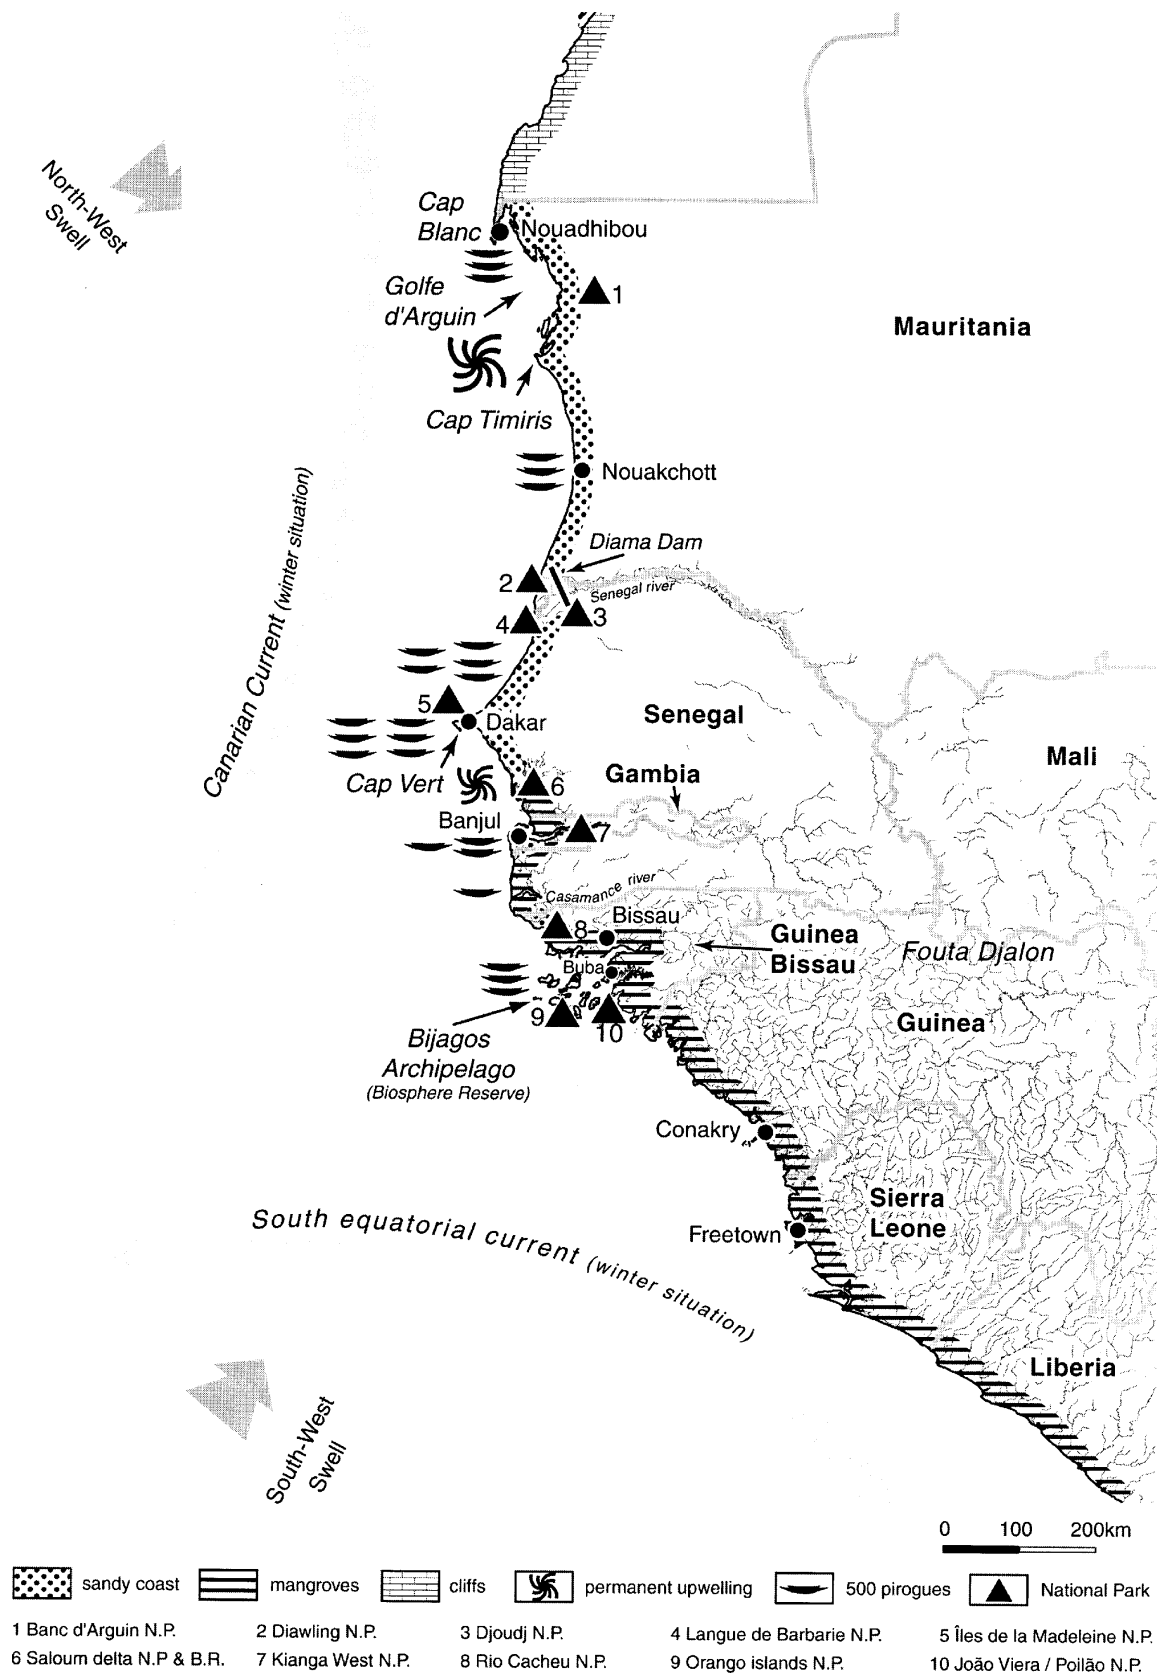 North-West
Swell
Cap
Blanc
Nouadhibou
Golfe
d'Arguin
1
Mauritania
Cap Timiris
Nouakchott
Canarian Current (winter situation)
Diama Dam
2
Senegal river
3
4
5
Dakar
Senegal
Mali
Cap Vert
6
Gambia
Banjul
7
Casamance river
Bissau
8
Guinea
Bissau
Fouta Djalon
Buba
9
10
Guinea
Bijagos
Archipelago
(Biosphere Reserve)
Conakry
Sierra
Leone
Freetown
South equatorial current (winter situation)
Liberia
South-West
Swell
0 100 200km
sandy coast mangroves cliffs permanent upwelling 500 pirogues National Park
1 Banc d'Arguin N.P. 2 Diawling N.P. 3 Djoudj N.P. 4 Langue de Barbarie N.P. 5 Îles de la Madeleine N.P.
6 Saloum delta N.P & B.R. 7 Kianga West N.P. 8 Rio Cacheu N.P. 9 Orango islands N.P. 10 João Viera / Poilão N.P.